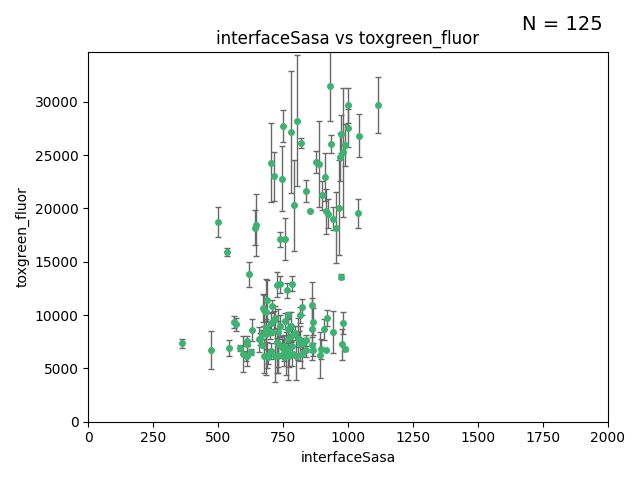 N = 125
interfaceSasa vs toxgreen_fluor
toxgreen_fluor
30000
25000
20000
15000
10000
5000
0
0 250 500 750 1000 1250 1500 1750 2000
interfaceSasa